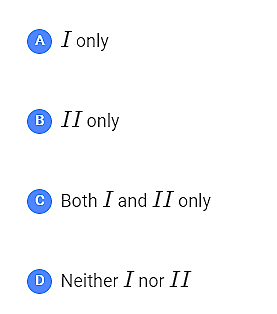 A I only
B II only
C Both I and II only
D Neither I nor II